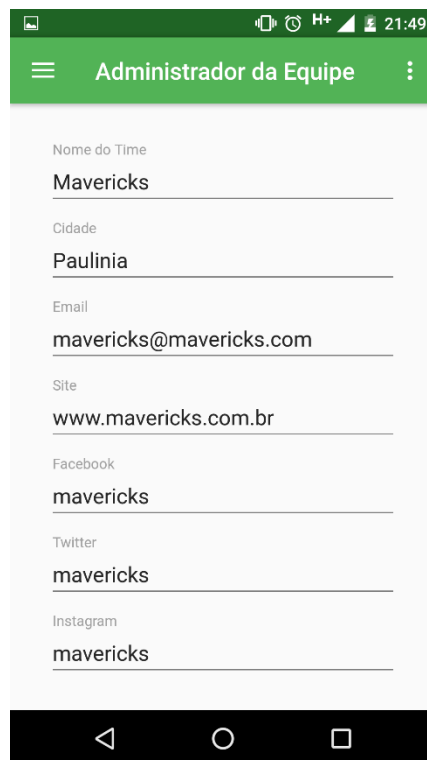 H+ 21:49
Administrador da Equipe
Nome do Time
Mavericks
Cidade
Paulinia
Email
mavericks@mavericks.com
Site
www.mavericks.com.br
Facebook
mavericks
Twitter
mavericks
Instagram
mavericks